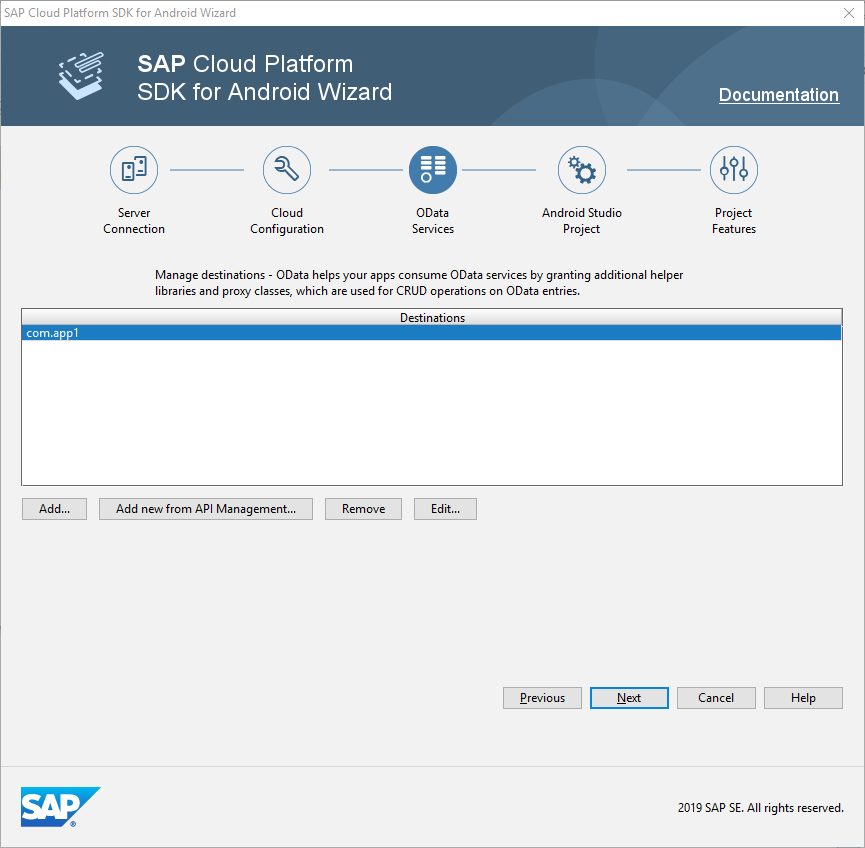 SAP Cloud Platform SDK for Android Wizard
SAP Cloud Platform
SDK for Android Wizard
Documentation
Server
Connection
Cloud
Configuration
OData
Services
Android Studio
Project
Project
Features
Manage destinations - OData helps your apps consume OData services by granting additional helper
libraries and proxy classes, which are used for CRUD operations on OData entries.
Destinations
com.app1
Add...
Add new from API Management...
Remove
Edit...
Previous
Next
Cancel
Help
SAP®
2019 SAP SE. All rights reserved.